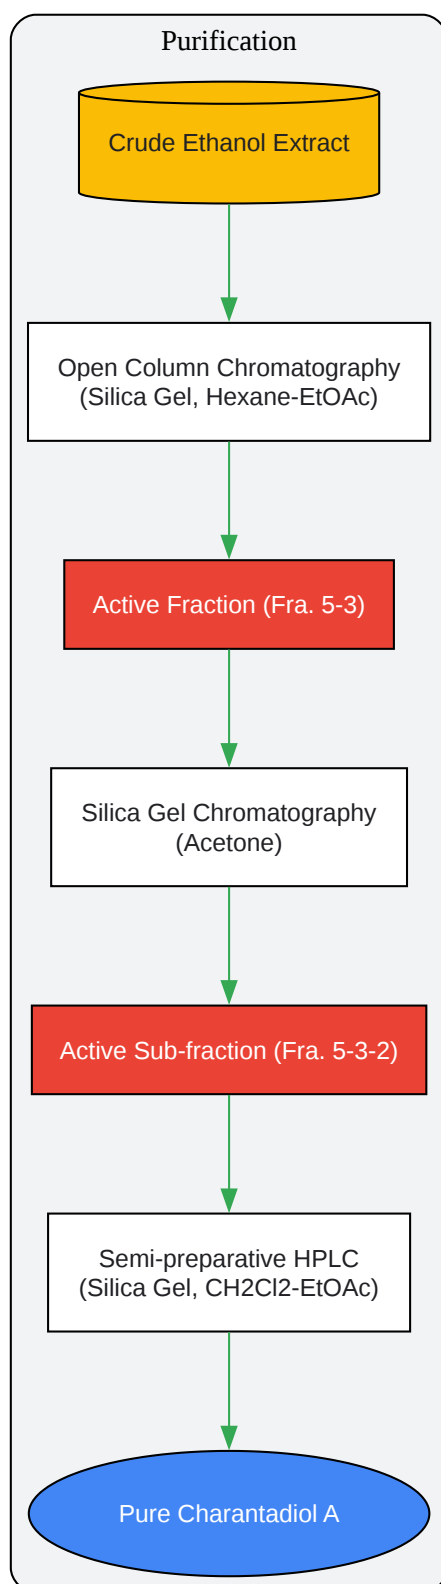 Purification
Crude Ethanol Extract
Open Column Chromatography
(Silica Gel, Hexane-EtOAc)
Active Fraction (Fra. 5-3)
Silica Gel Chromatography
(Acetone)
Active Sub-fraction (Fra. 5-3-2)
Semi-preparative HPLC
(Silica Gel, CH2Cl2-EtOAc)
Pure Charantadiol A